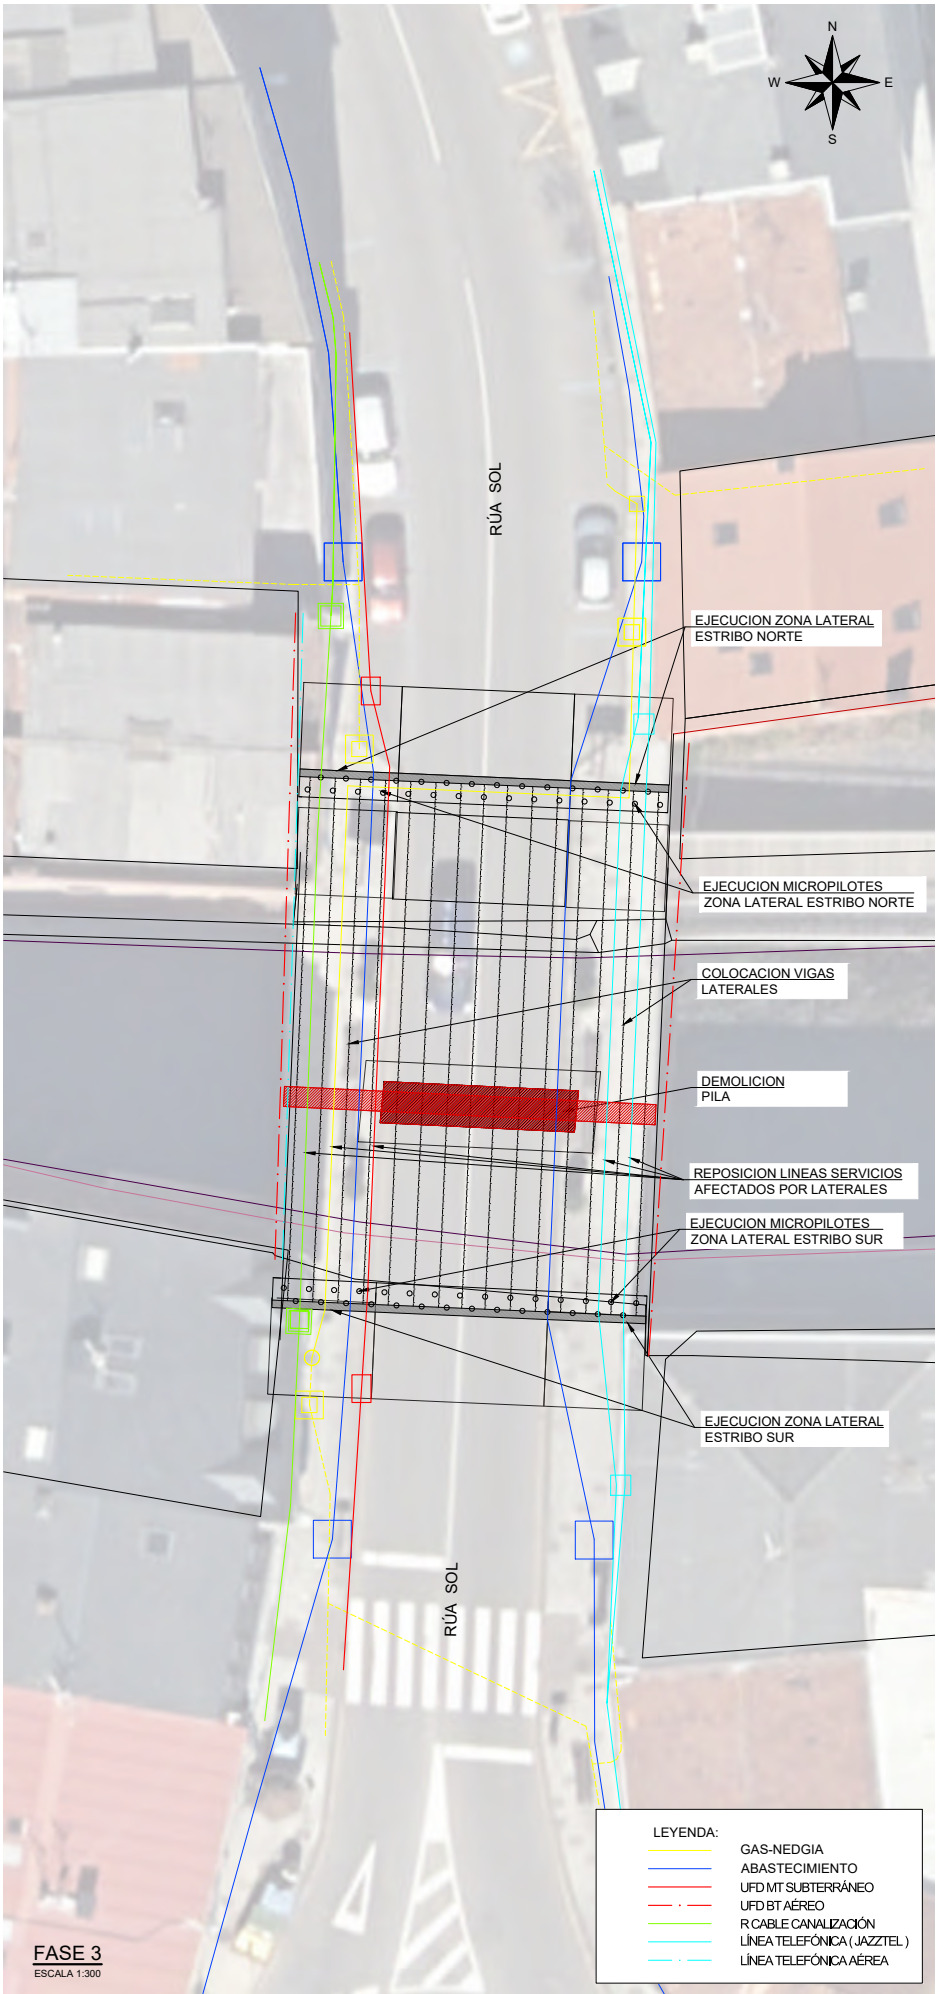 N
W
E
S
RÚA SOL
EJECUCION ZONA LATERAL
ESTRIBO NORTE
EJECUCION MICROPILOTES
ZONA LATERAL ESTRIBO NORTE
COLOCACION VIGAS
LATERALES
DEMOLICION
PILA
REPOSICION LINEAS SERVICIOS
AFECTADOS POR LATERALES
EJECUCION MICROPILOTES
ZONA LATERAL ESTRIBO SUR
EJECUCION ZONA LATERAL
ESTRIBO SUR
RÚA SOL
LEYENDA:
GAS-NEDGIA
ABASTECIMIENTO
UFD MT SUBTERRÁNEO
UFD BT AÉREO
R CABLE CANALIZACIÓN
LÍNEA TELEFÓNICA ( JAZZTEL )
LÍNEA TELEFÓNICA AÉREA
FASE 3
ESCALA 1:300